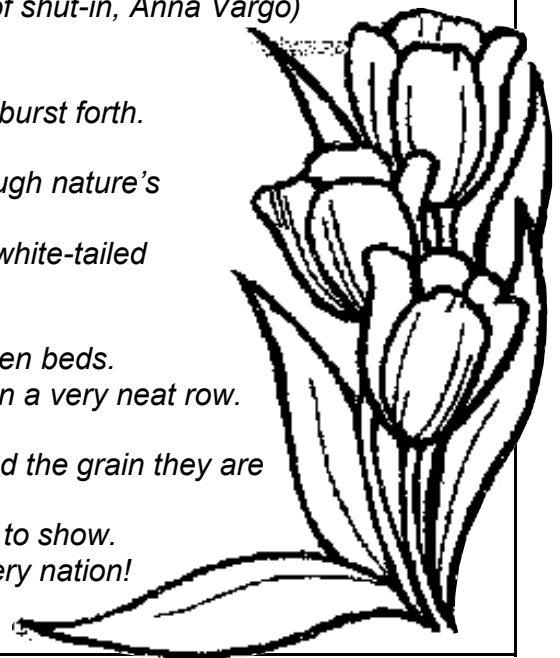 of shut-in, Anna Vargo)
burst forth.
ugh nature's
white-tailed
en beds.
n a very neat row.
d the grain they are
to show.
ery nation!